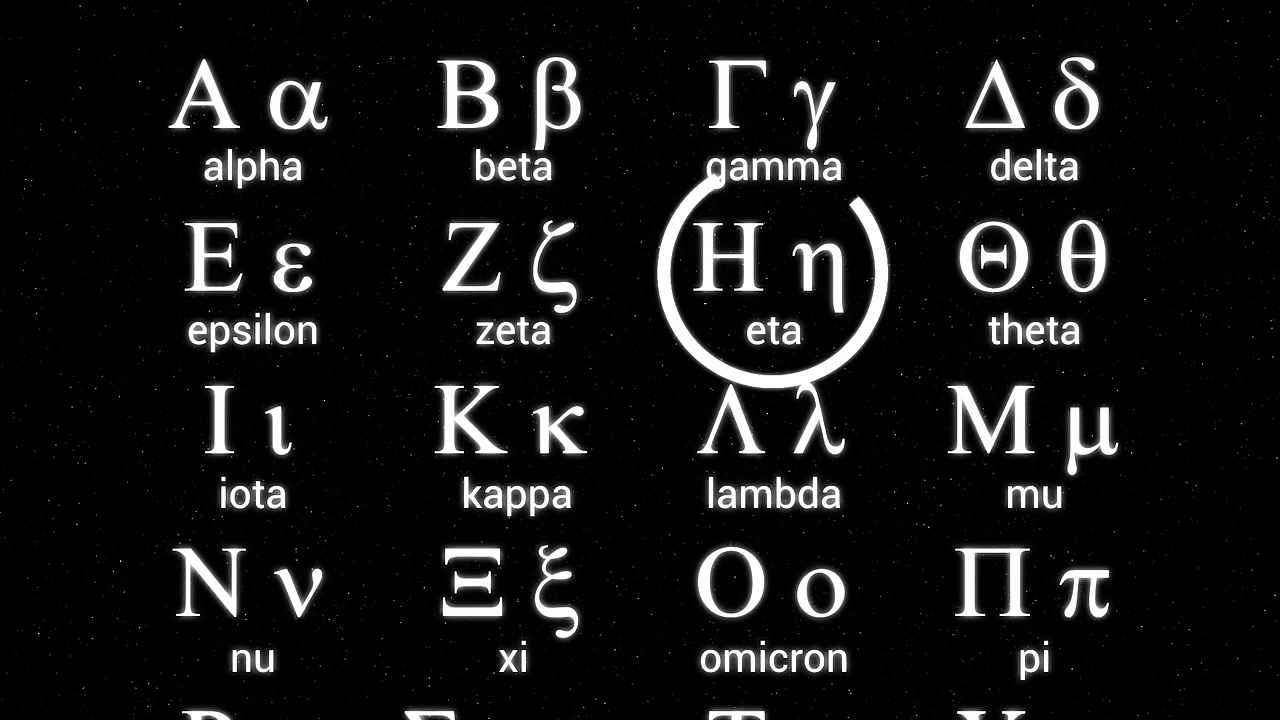 Α α Β β Γ γ Δ δ
alpha beta gamma delta
Ε ε Ζ ζ Η η Θ θ
epsilon zeta eta theta
Ι ι Κ κ Λ λ Μ μ
iota kappa lambda mu
Ν ν Ξ ξ Ο ο Π π
nu xi omicron pi